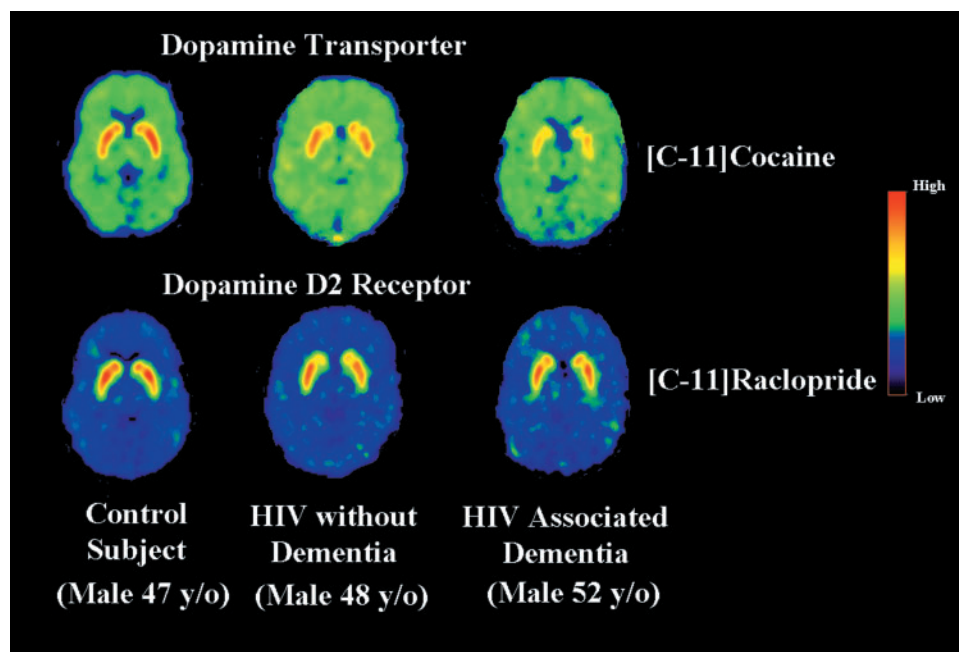 Dopamine Transporter
[C-11]Cocaine
High
Dopamine D2 Receptor
[C-11]Raclopride
Low
Control
Subject
(Male 47 y/o)
HIV without
Dementia
(Male 48 y/o)
HIV Associated
Dementia
(Male 52 y/o)